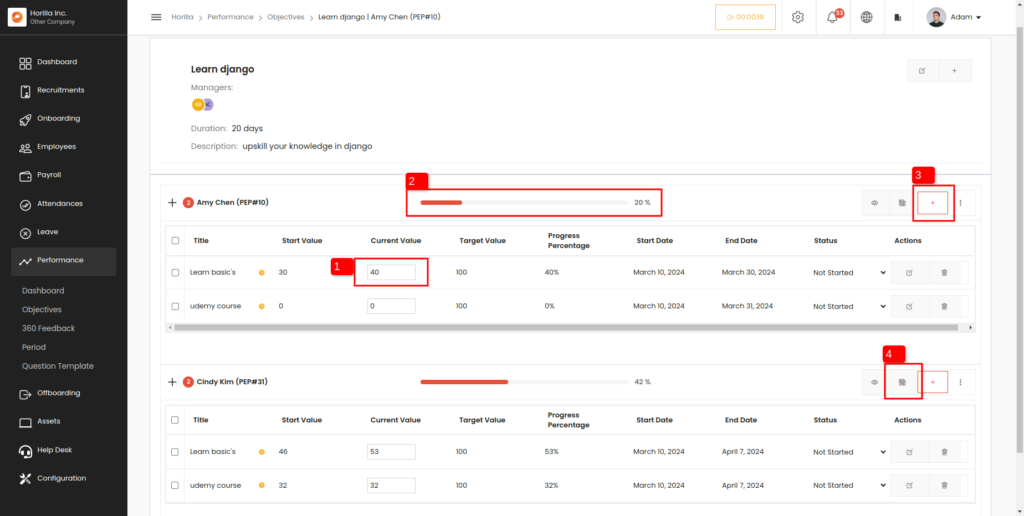 Horilla Inc.
Other Company
Horilla > Performance > Objectives > Learn django | Amy Chen (PEP#10)
00:00:18
Adam
Dashboard
Recruitments
Onboarding
Employees
Payroll
Attendances
Leave
Performance
Dashboard
Objectives
360 Feedback
Period
Question Template
Offboarding
Assets
Help Desk
Configuration
Learn django
Managers:
Duration: 20 days
Description: upskill your knowledge in django
2
3
2 Amy Chen (PEP#10) 20 %
Title Start Value Current Value Target Value Progress Percentage Start Date End Date Status Actions
1
Learn basic's 30 40 100 40% March 10, 2024 March 30, 2024 Not Started
udemy course 0 0 100 0% March 10, 2024 March 31, 2024 Not Started
4
2 Cindy Kim (PEP#31) 42 %
Title Start Value Current Value Target Value Progress Percentage Start Date End Date Status Actions
Learn basic's 46 53 100 53% March 10, 2024 April 7, 2024 Not Started
udemy course 32 32 100 32% March 10, 2024 April 7, 2024 Not Started